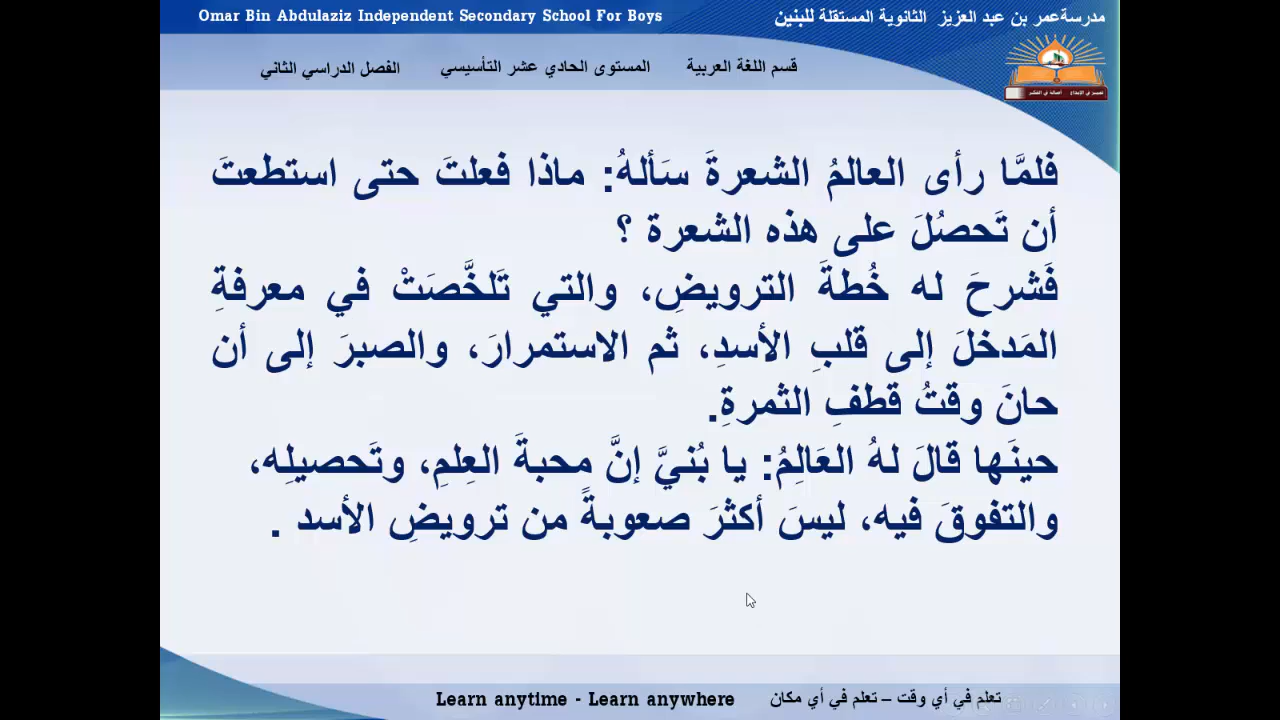 Omar Bin Abdulaziz Independent Secondary School For Boys
مدرسةعمر بن عبد العزيز الثانوية المستقلة للبنين
قسم اللغة العربية
المستوى الحادي عشر التأسيسي
الفصل الدراسي الثاني
فلمَّا رأى العالمُ الشعرةَ سَألهُ: ماذا فعلتَ حتى استطعتَ
أن تَحصُلَ على هذه الشعرة ؟
فَشرحَ له خُطةَ الترويضِ، والتي تَلخَّصَتْ في معرفةِ
المَدخلَ إلى قلبِ الأسدِ، ثم الاستمرارَ، والصبرَ إلى أن
حانَ وقتُ قطفِ الثمرةِ.
حينَها قالَ لهُ العَالِمُ: يا بُنيَّ إنَّ محبةَ العِلمِ، وتَحصيلِه،
والتفوقَ فيه، ليسَ أكثرَ صعوبةً من ترويضِ الأسد .
Learn anytime - Learn anywhere
تعلم في أي وقت – تعلم في أي مكان